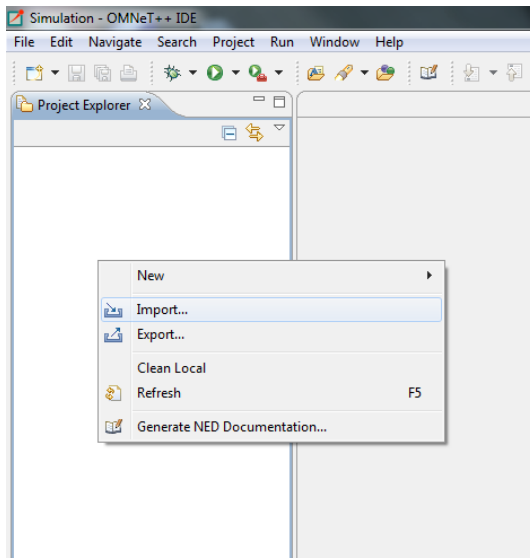 Simulation - OMNeT++ IDE
File Edit Navigate Search Project Run Window Help
Project Explorer
New
Import...
Export...
Clean Local
Refresh F5
Generate NED Documentation...